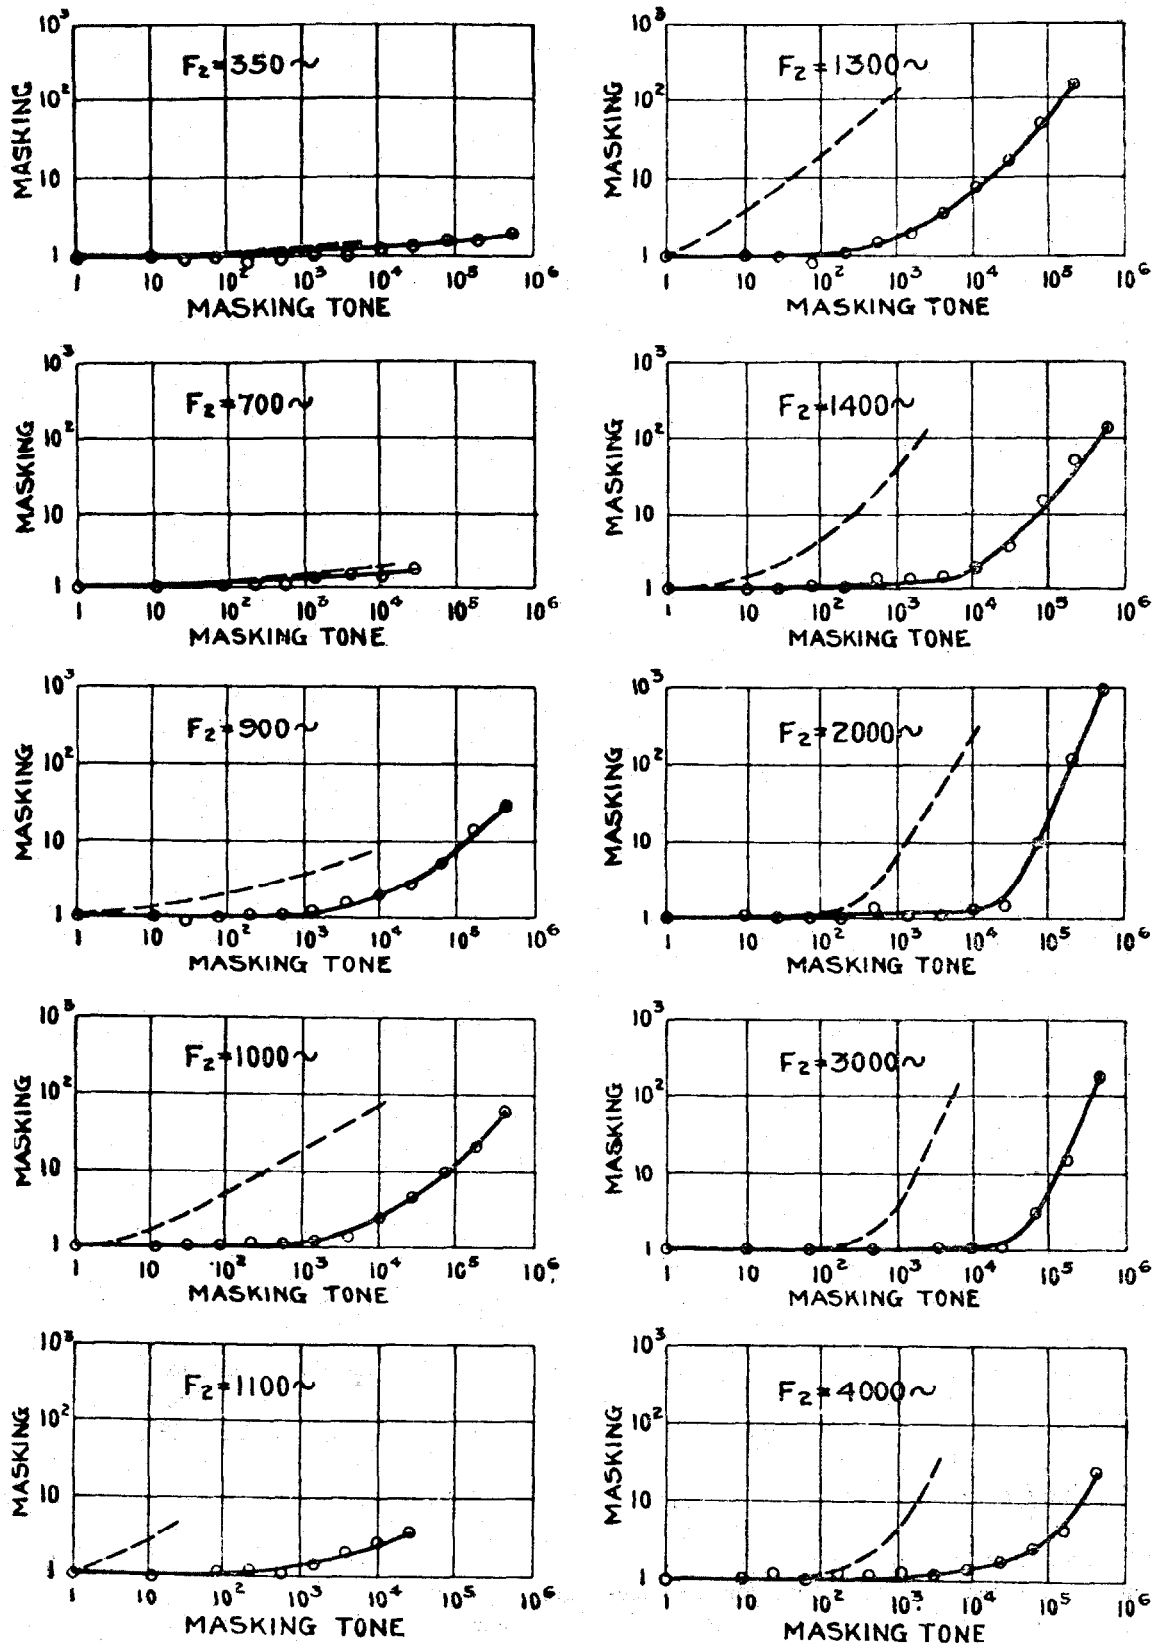 MASKING
10³
10²
10
1
F₂=350~
1 10 10² 10³ 10⁴ 10⁵ 10⁶
MASKING TONE
MASKING
10³
10²
10
1
F₂=700~
1 10 10² 10³ 10⁴ 10⁵ 10⁶
MASKING TONE
MASKING
10³
10²
10
1
F₂=900~
1 10 10² 10³ 10⁴ 10⁵ 10⁶
MASKING TONE
MASKING
10³
10²
10
1
F₂=1000~
1 10 10² 10³ 10⁴ 10⁵ 10⁶
MASKING TONE
MASKING
10³
10²
10
1
F₂=1100~
1 10 10² 10³ 10⁴ 10⁵ 10⁶
MASKING TONE
MASKING
10³
10²
10
1
F₂=1300~
1 10 10² 10³ 10⁴ 10⁵ 10⁶
MASKING TONE
MASKING
10³
10²
10
1
F₂=1400~
1 10 10² 10³ 10⁴ 10⁵ 10⁶
MASKING TONE
MASKING
10³
10²
10
1
F₂=2000~
1 10 10² 10³ 10⁴ 10⁵ 10⁶
MASKING TONE
MASKING
10³
10²
10
1
F₂=3000~
1 10 10² 10³ 10⁴ 10⁵ 10⁶
MASKING TONE
MASKING
10³
10²
10
1
F₂=4000~
1 10 10² 10³ 10⁴ 10⁵ 10⁶
MASKING TONE